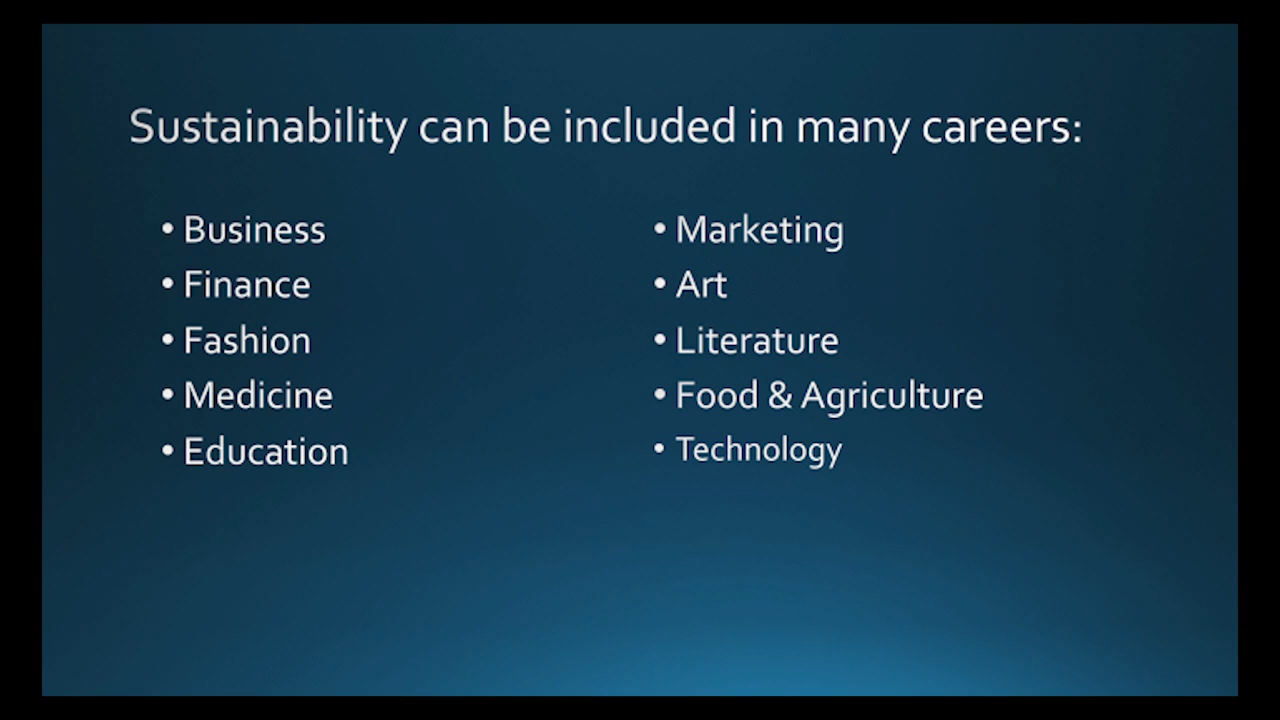 Sustainability can be included in many careers:
• Business
• Finance
• Fashion
• Medicine
• Education
• Marketing
• Art
• Literature
• Food & Agriculture
• Technology